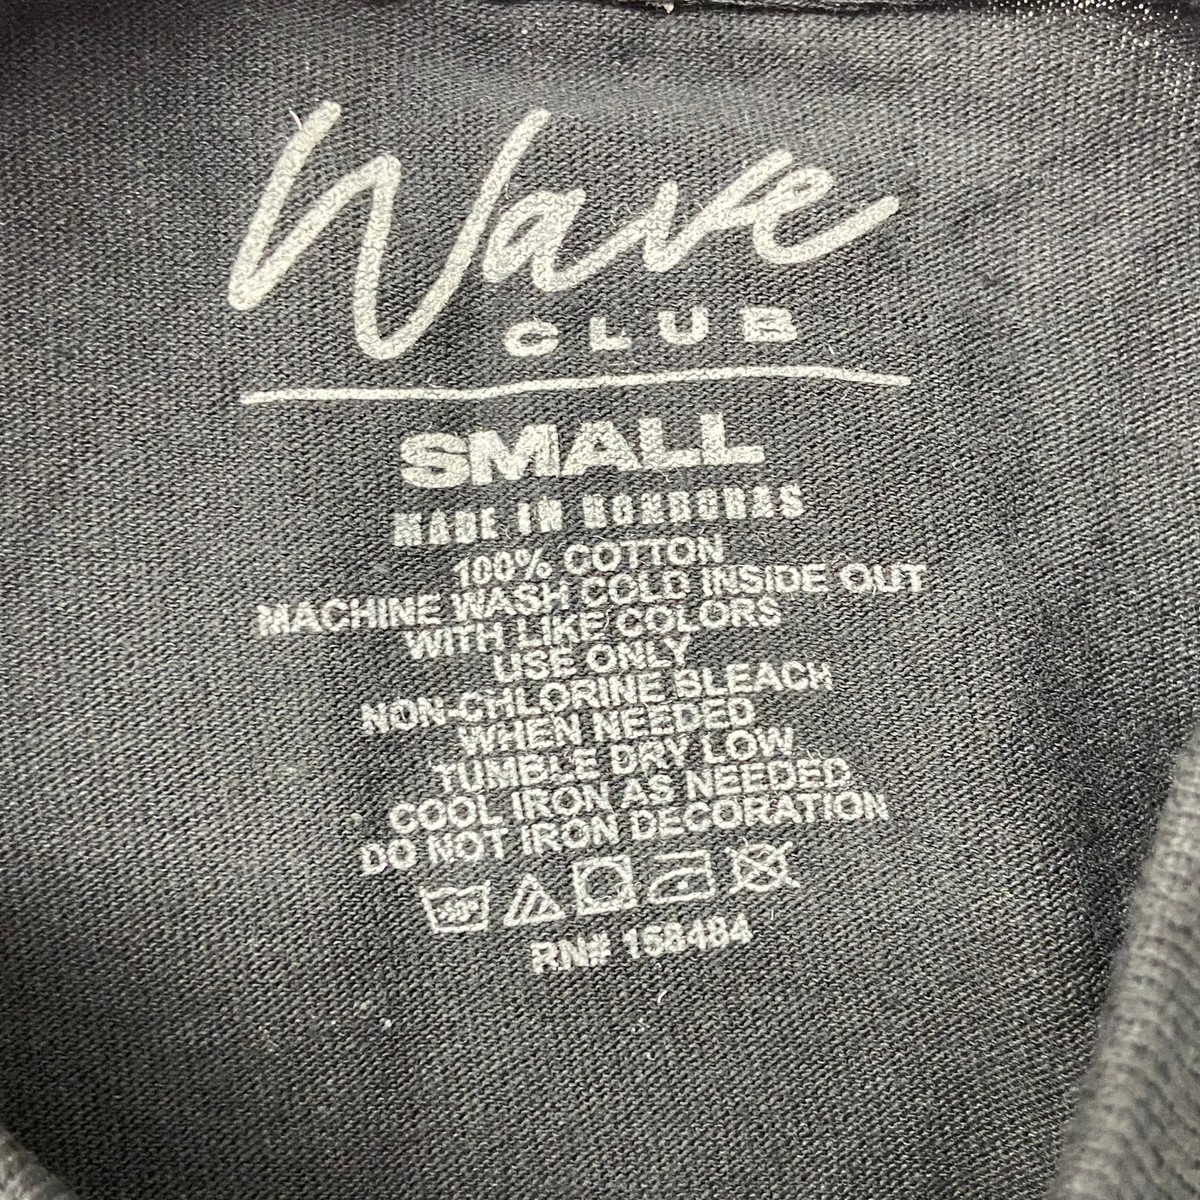 Wave
CLUB
SMALL
MADE IN HONDURAS
100% COTTON
MACHINE WASH COLD INSIDE OUT
WITH LIKE COLORS
USE ONLY
NON-CHLORINE BLEACH
WHEN NEEDED
TUMBLE DRY LOW
COOL IRON AS NEEDED
DO NOT IRON DECORATION
RN# 158484